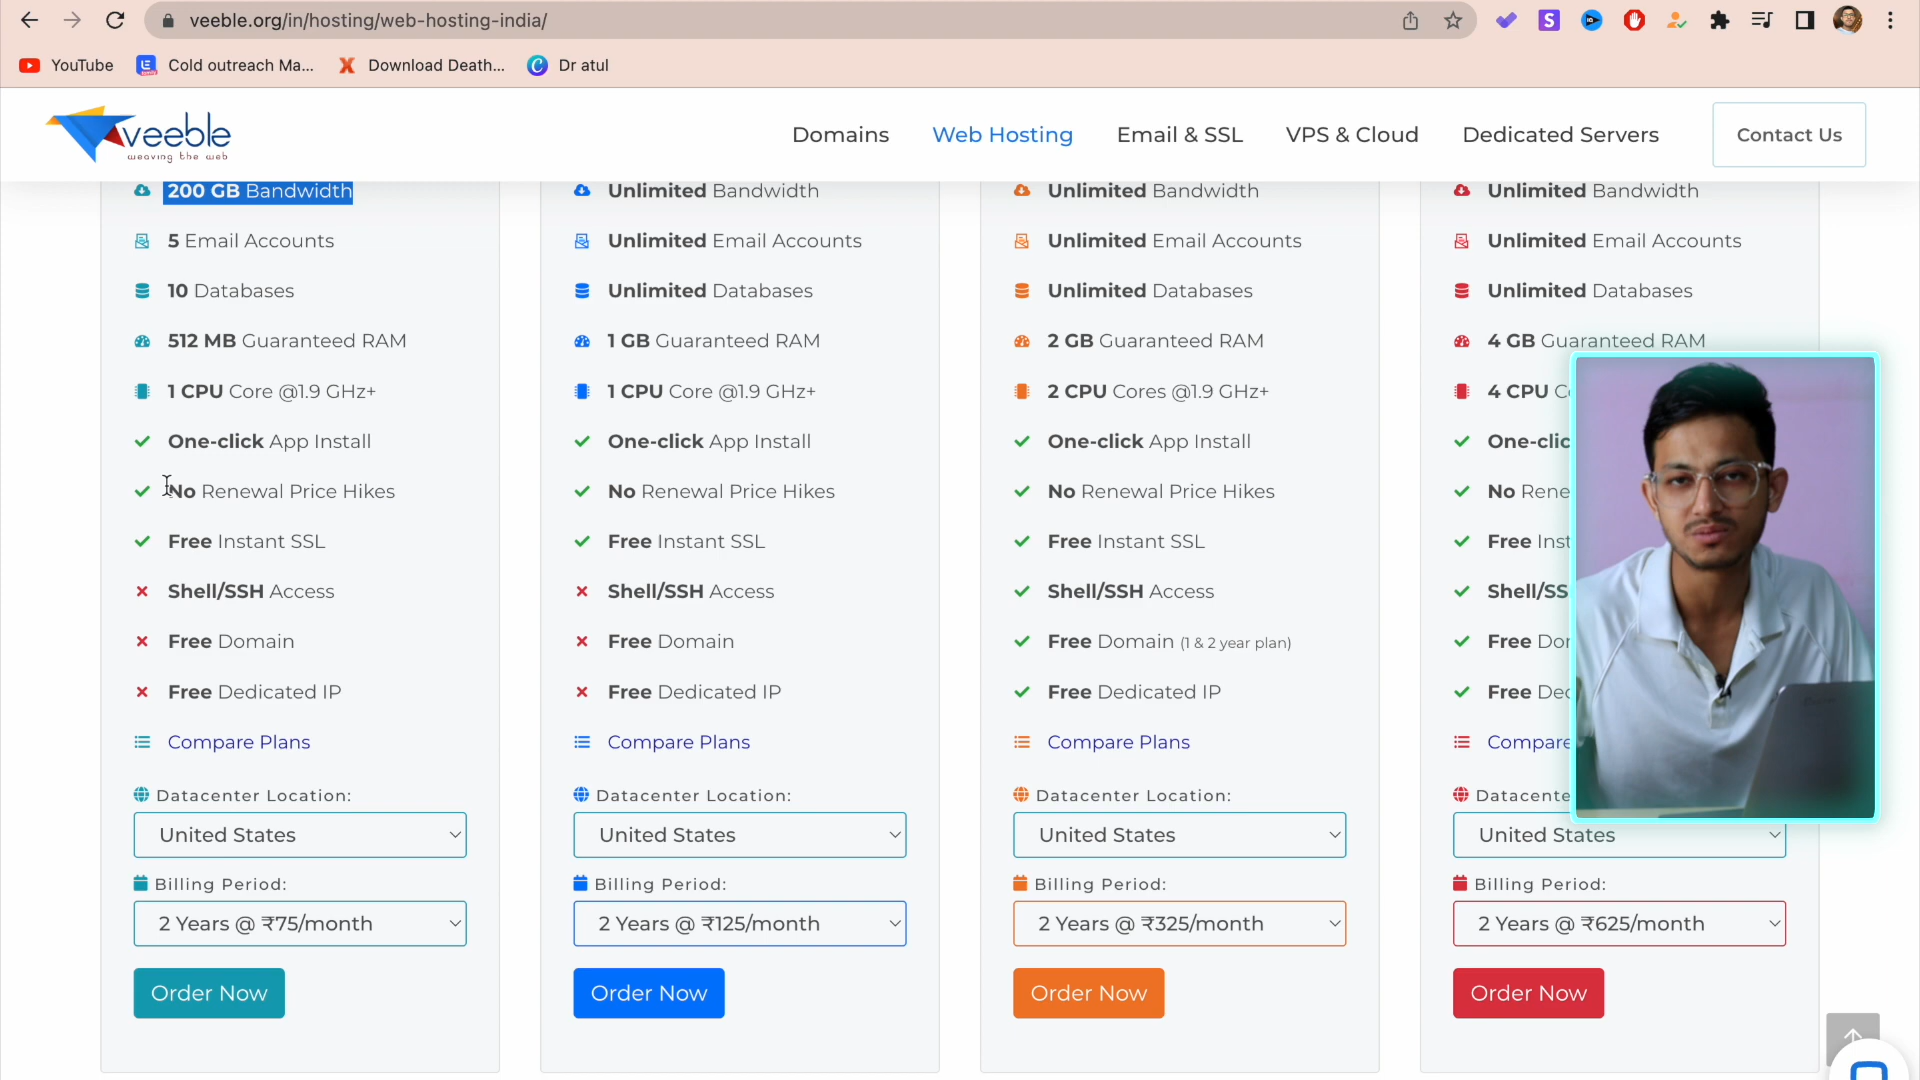 veeble.org/in/hosting/web-hosting-india/
YouTube
Cold outreach Ma...
Download Death...
Dr atul
veeble
weaving the web
Domains
Web Hosting
Email & SSL
VPS & Cloud
Dedicated Servers
Contact Us
200 GB Bandwidth
5 Email Accounts
10 Databases
512 MB Guaranteed RAM
1 CPU Core @1.9 GHz+
One-click App Install
No Renewal Price Hikes
Free Instant SSL
Shell/SSH Access
Free Domain
Free Dedicated IP
Compare Plans
Datacenter Location:
United States
Billing Period:
2 Years @ ₹75/month
Order Now
Unlimited Bandwidth
Unlimited Email Accounts
Unlimited Databases
1 GB Guaranteed RAM
1 CPU Core @1.9 GHz+
One-click App Install
No Renewal Price Hikes
Free Instant SSL
Shell/SSH Access
Free Domain
Free Dedicated IP
Compare Plans
Datacenter Location:
United States
Billing Period:
2 Years @ ₹125/month
Order Now
Unlimited Bandwidth
Unlimited Email Accounts
Unlimited Databases
2 GB Guaranteed RAM
2 CPU Cores @1.9 GHz+
One-click App Install
No Renewal Price Hikes
Free Instant SSL
Shell/SSH Access
Free Domain (1 & 2 year plan)
Free Dedicated IP
Compare Plans
Datacenter Location:
United States
Billing Period:
2 Years @ ₹325/month
Order Now
Unlimited Bandwidth
Unlimited Email Accounts
Unlimited Databases
4 GB Guaranteed RAM
4 CPU
One-clic
No Rene
Free Inst
Shell/SS
Free Dor
Free Dec
Compare
Datacente
United States
Billing Period:
2 Years @ ₹625/month
Order Now